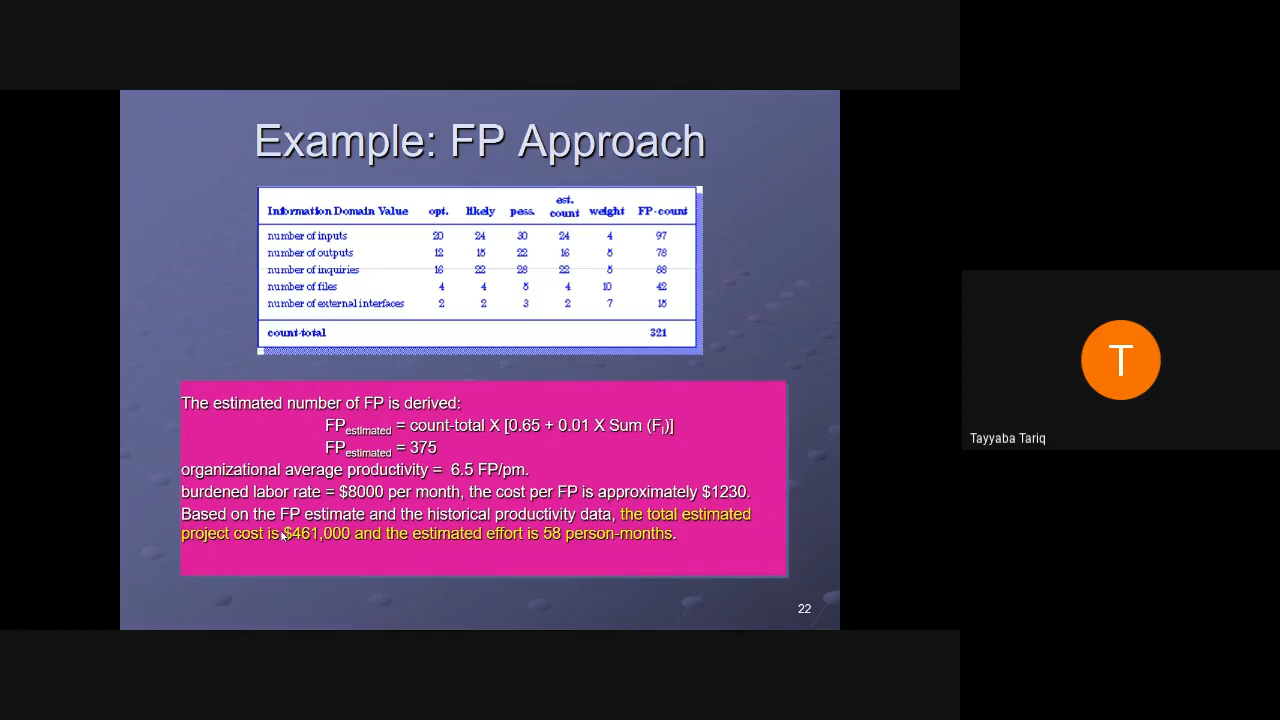 Example: FP Approach
Information Domain Value opt. likely pess. est. count weight FP-count
number of inputs 20 24 30 24 4 97
number of outputs 12 15 22 16 5 78
number of inquiries 16 22 28 22 5 88
number of files 4 4 5 4 10 42
number of external interfaces 2 2 3 2 7 15
count-total 321
The estimated number of FP is derived:
FPestimated = count-total X [0.65 + 0.01 X Sum (Fi)]
FPestimated = 375
organizational average productivity = 6.5 FP/pm.
burdened labor rate = $8000 per month, the cost per FP is approximately $1230.
Based on the FP estimate and the historical productivity data, the total estimated
project cost is $461,000 and the estimated effort is 58 person-months.
22
T
Tayyaba Tariq